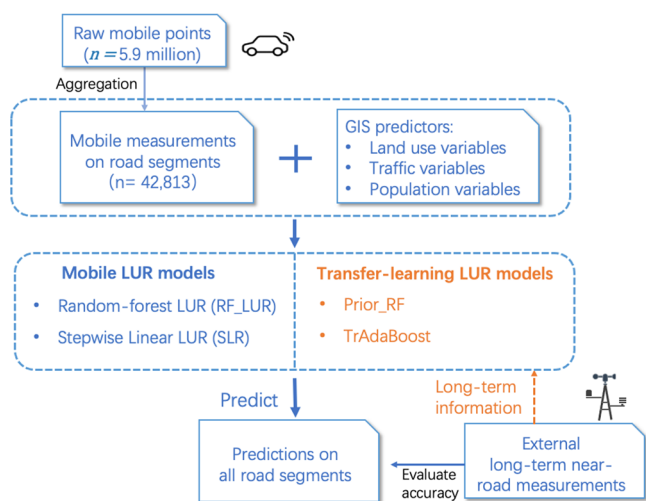 Raw mobile points
(n = 5.9 million)
Aggregation
Mobile measurements
on road segments
(n= 42,813)
+
GIS predictors:
• Land use variables
• Traffic variables
• Population variables
Mobile LUR models
• Random-forest LUR (RF_LUR)
• Stepwise Linear LUR (SLR)
Transfer-learning LUR models
• Prior_RF
• TrAdaBoost
Predict
Long-term
information
Predictions on
all road segments
Evaluate
accuracy
External
long-term near-
road measurements